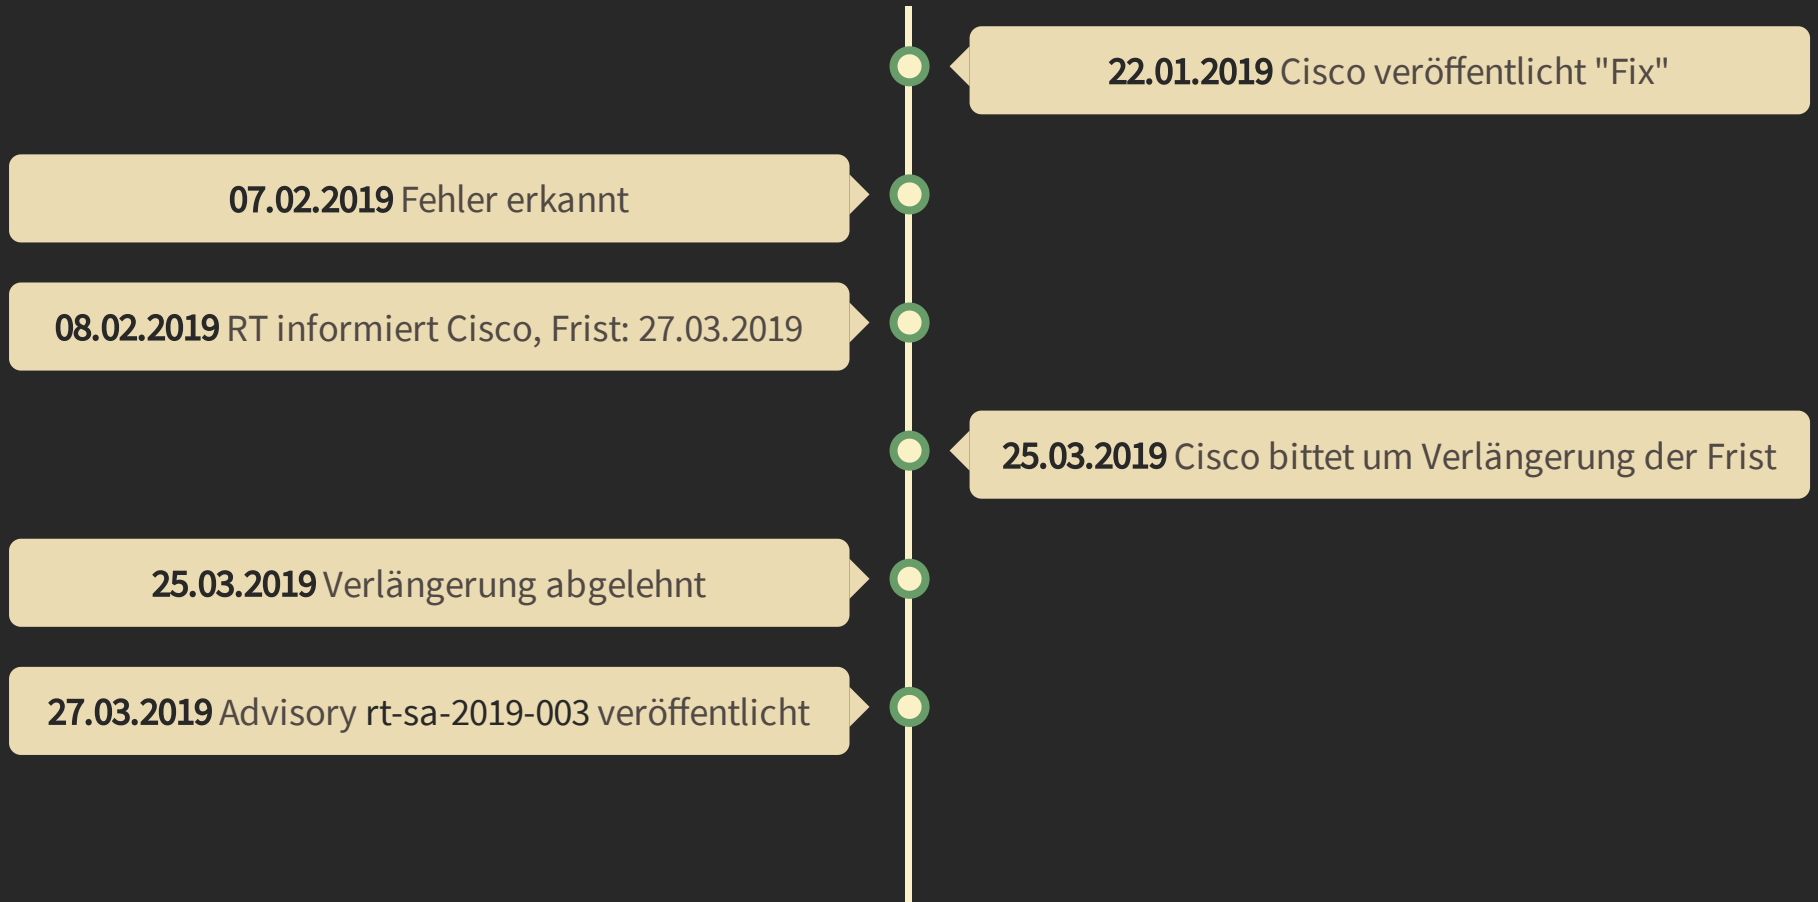 22.01.2019 Cisco veröffentlicht "Fix"
07.02.2019 Fehler erkannt
08.02.2019 RT informiert Cisco, Frist: 27.03.2019
25.03.2019 Cisco bittet um Verlängerung der Frist
25.03.2019 Verlängerung abgelehnt
27.03.2019 Advisory rt-sa-2019-003 veröffentlicht